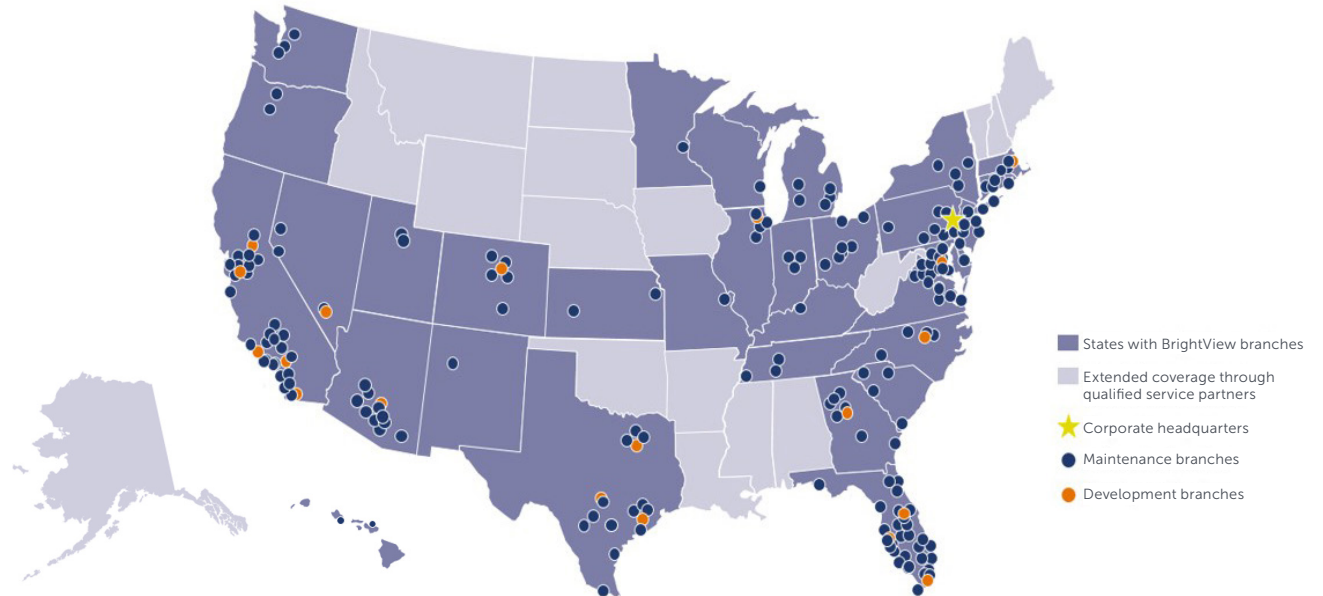 States with BrightView branches
Extended coverage through
qualified service partners
Corporate headquarters
Maintenance branches
Development branches